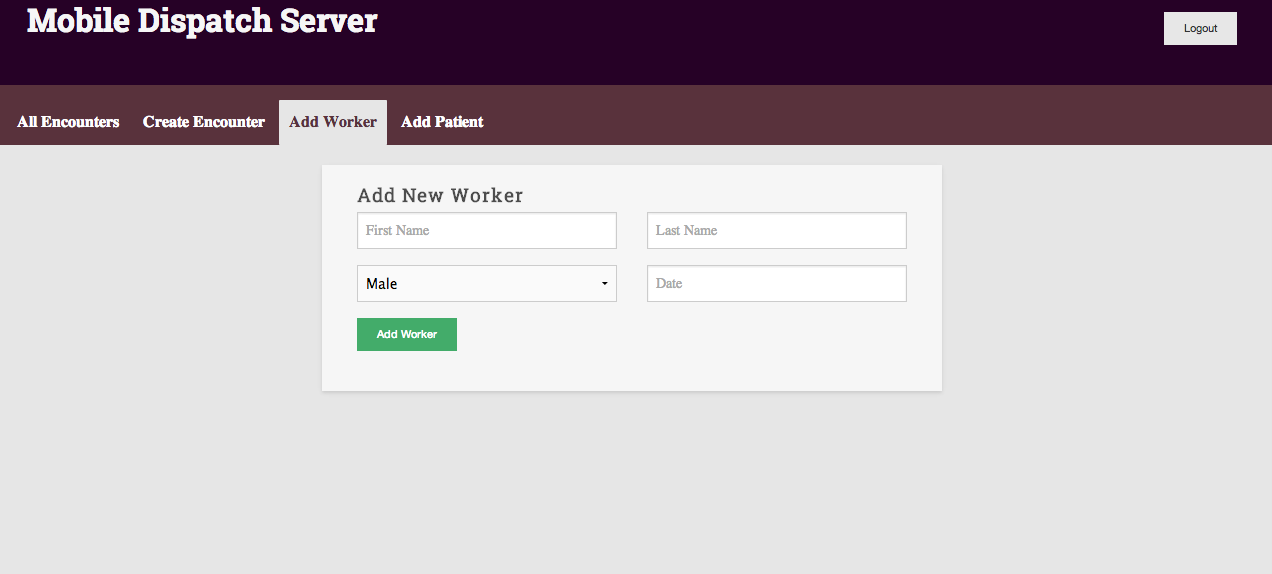 Mobile Dispatch Server
Logout
All Encounters Create Encounter Add Worker Add Patient
Add New Worker
First Name Last Name
Male Date
Add Worker